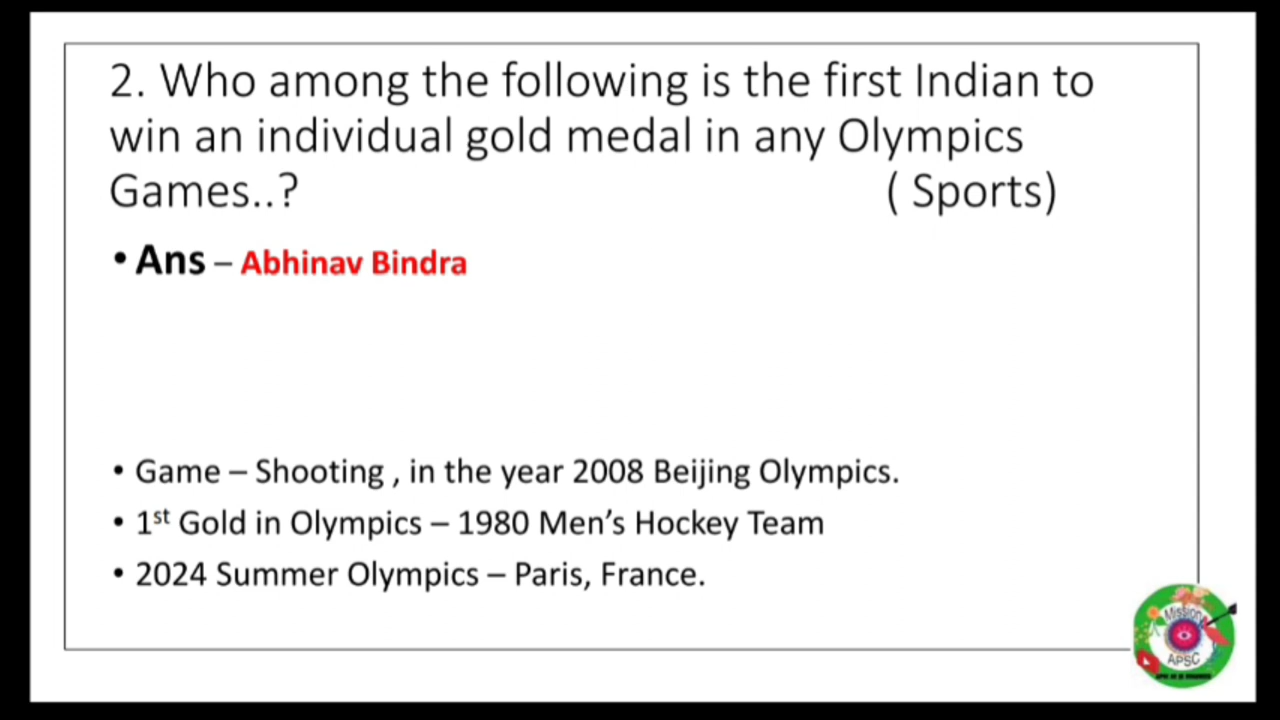 2. Who among the following is the first Indian to
win an individual gold medal in any Olympics
Games..? ( Sports)
• Ans – Abhinav Bindra
• Game – Shooting , in the year 2008 Beijing Olympics.
• 1st Gold in Olympics – 1980 Men’s Hockey Team
• 2024 Summer Olympics – Paris, France.
Mission
APSC